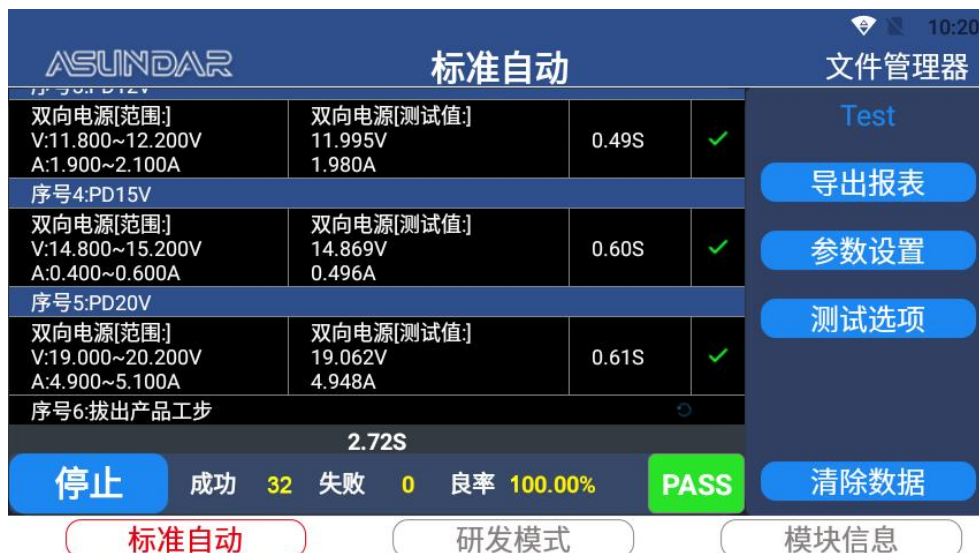 10:20
ASUNDAR
标准自动
文件管理器
双向电源[范围:]
V:11.800~12.200V
A:1.900~2.100A
双向电源[测试值:]
11.995V
1.980A
0.49S
序号4:PD15V
双向电源[范围:]
V:14.800~15.200V
A:0.400~0.600A
双向电源[测试值:]
14.869V
0.496A
0.60S
序号5:PD20V
双向电源[范围:]
V:19.000~20.200V
A:4.900~5.100A
双向电源[测试值:]
19.062V
4.948A
0.61S
序号6:拔出产品工步
2.72S
停止
成功 32 失败 0 良率 100.00%
PASS
Test
导出报表
参数设置
测试选项
清除数据
标准自动
研发模式
模块信息